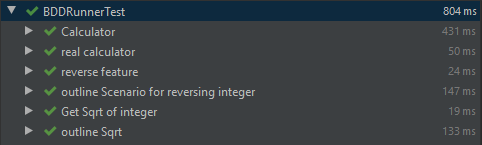 BDDRunnerTest 804 ms
Calculator 431 ms
real calculator 50 ms
reverse feature 24 ms
outline Scenario for reversing integer 147 ms
Get Sqrt of integer 19 ms
outline Sqrt 133 ms